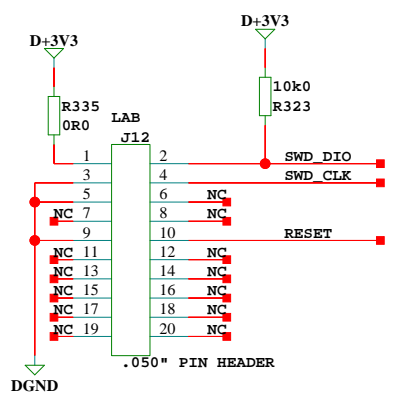 D+3V3
D+3V3
10k0
R323
R335
0R0
LAB
J12
1 2 SWD_DIO
3 4 SWD_CLK
5 6 NC
NC 7 8 NC
9 10 RESET
NC 11 12 NC
NC 13 14 NC
NC 15 16 NC
NC 17 18 NC
NC 19 20 NC
.050" PIN HEADER
DGND